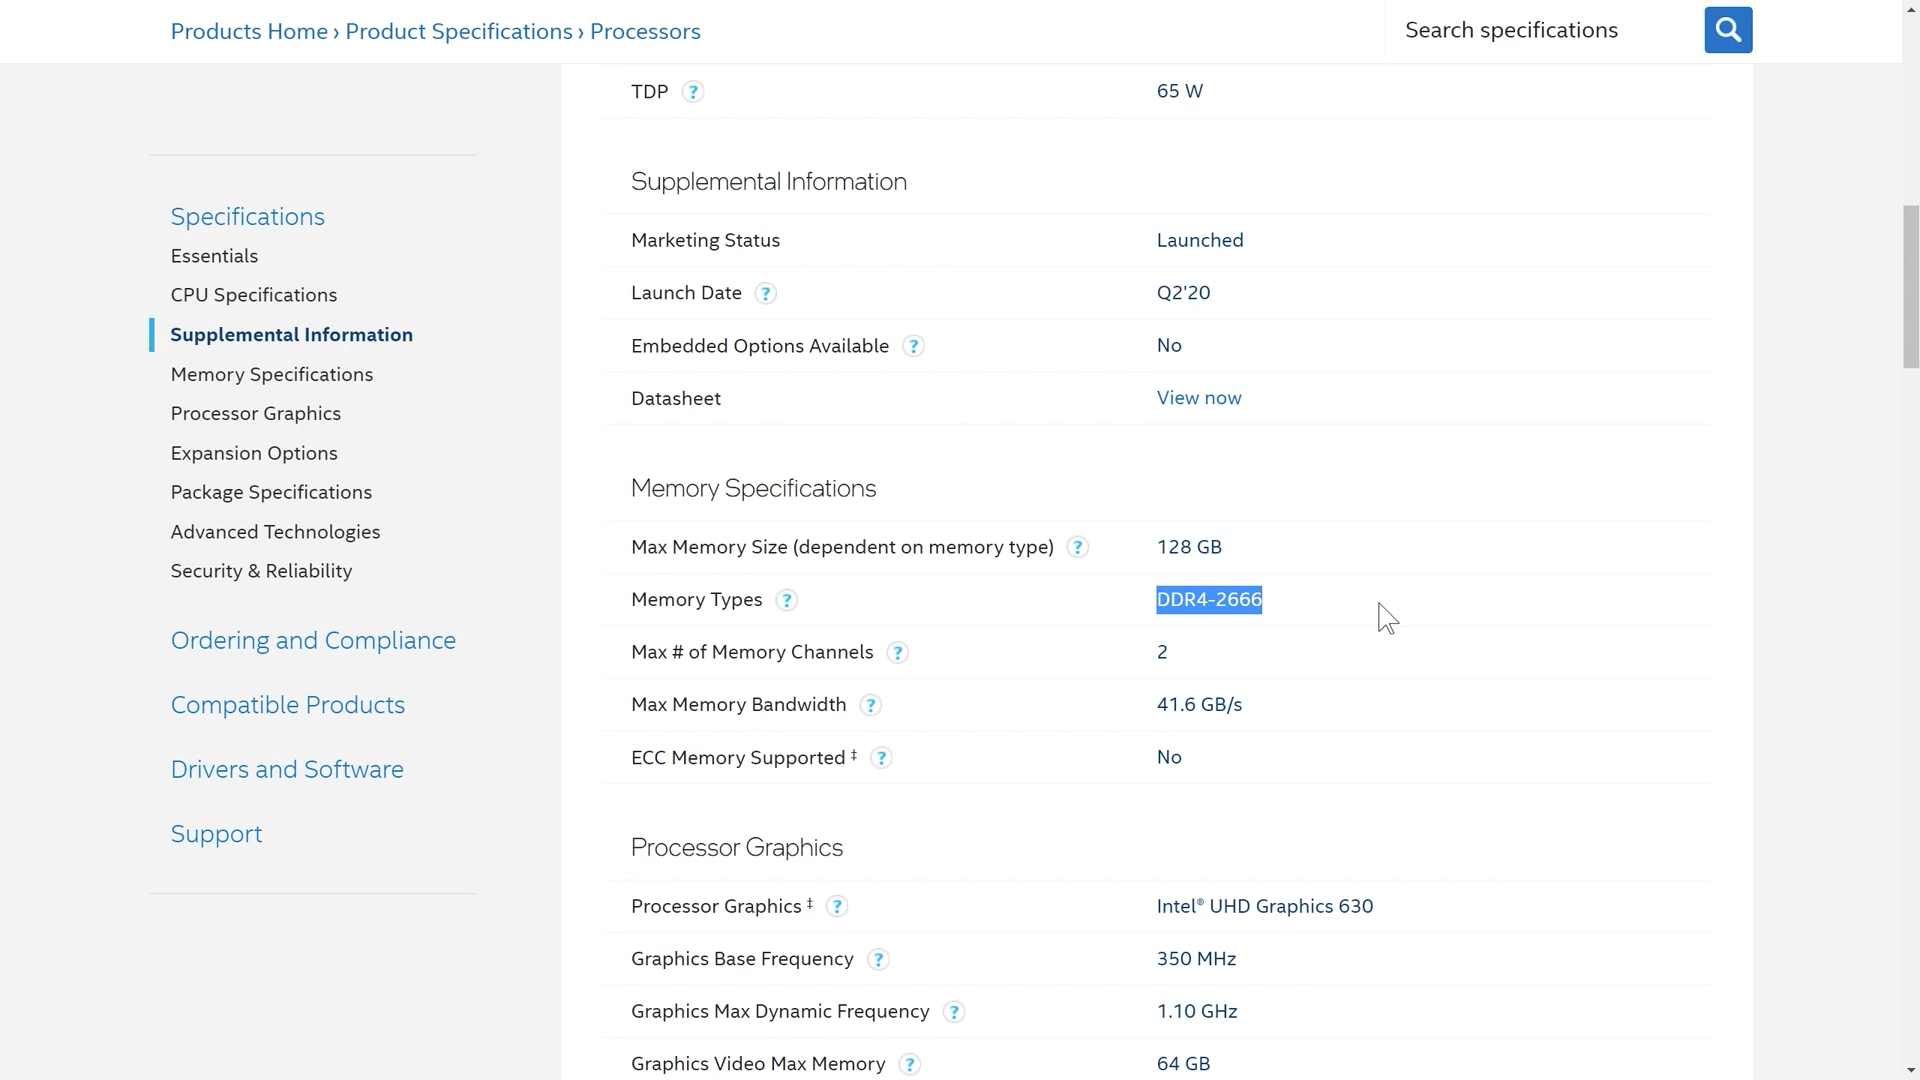 Products Home › Product Specifications › Processors
Search specifications
Specifications
Essentials
CPU Specifications
Supplemental Information
Memory Specifications
Processor Graphics
Expansion Options
Package Specifications
Advanced Technologies
Security & Reliability
Ordering and Compliance
Compatible Products
Drivers and Software
Support
TDP ? 65 W
Supplemental Information
Marketing Status Launched
Launch Date ? Q2'20
Embedded Options Available ? No
Datasheet View now
Memory Specifications
Max Memory Size (dependent on memory type) ? 128 GB
Memory Types ? DDR4-2666
Max # of Memory Channels ? 2
Max Memory Bandwidth ? 41.6 GB/s
ECC Memory Supported ‡ ? No
Processor Graphics
Processor Graphics ‡ ? Intel® UHD Graphics 630
Graphics Base Frequency ? 350 MHz
Graphics Max Dynamic Frequency ? 1.10 GHz
Graphics Video Max Memory ? 64 GB